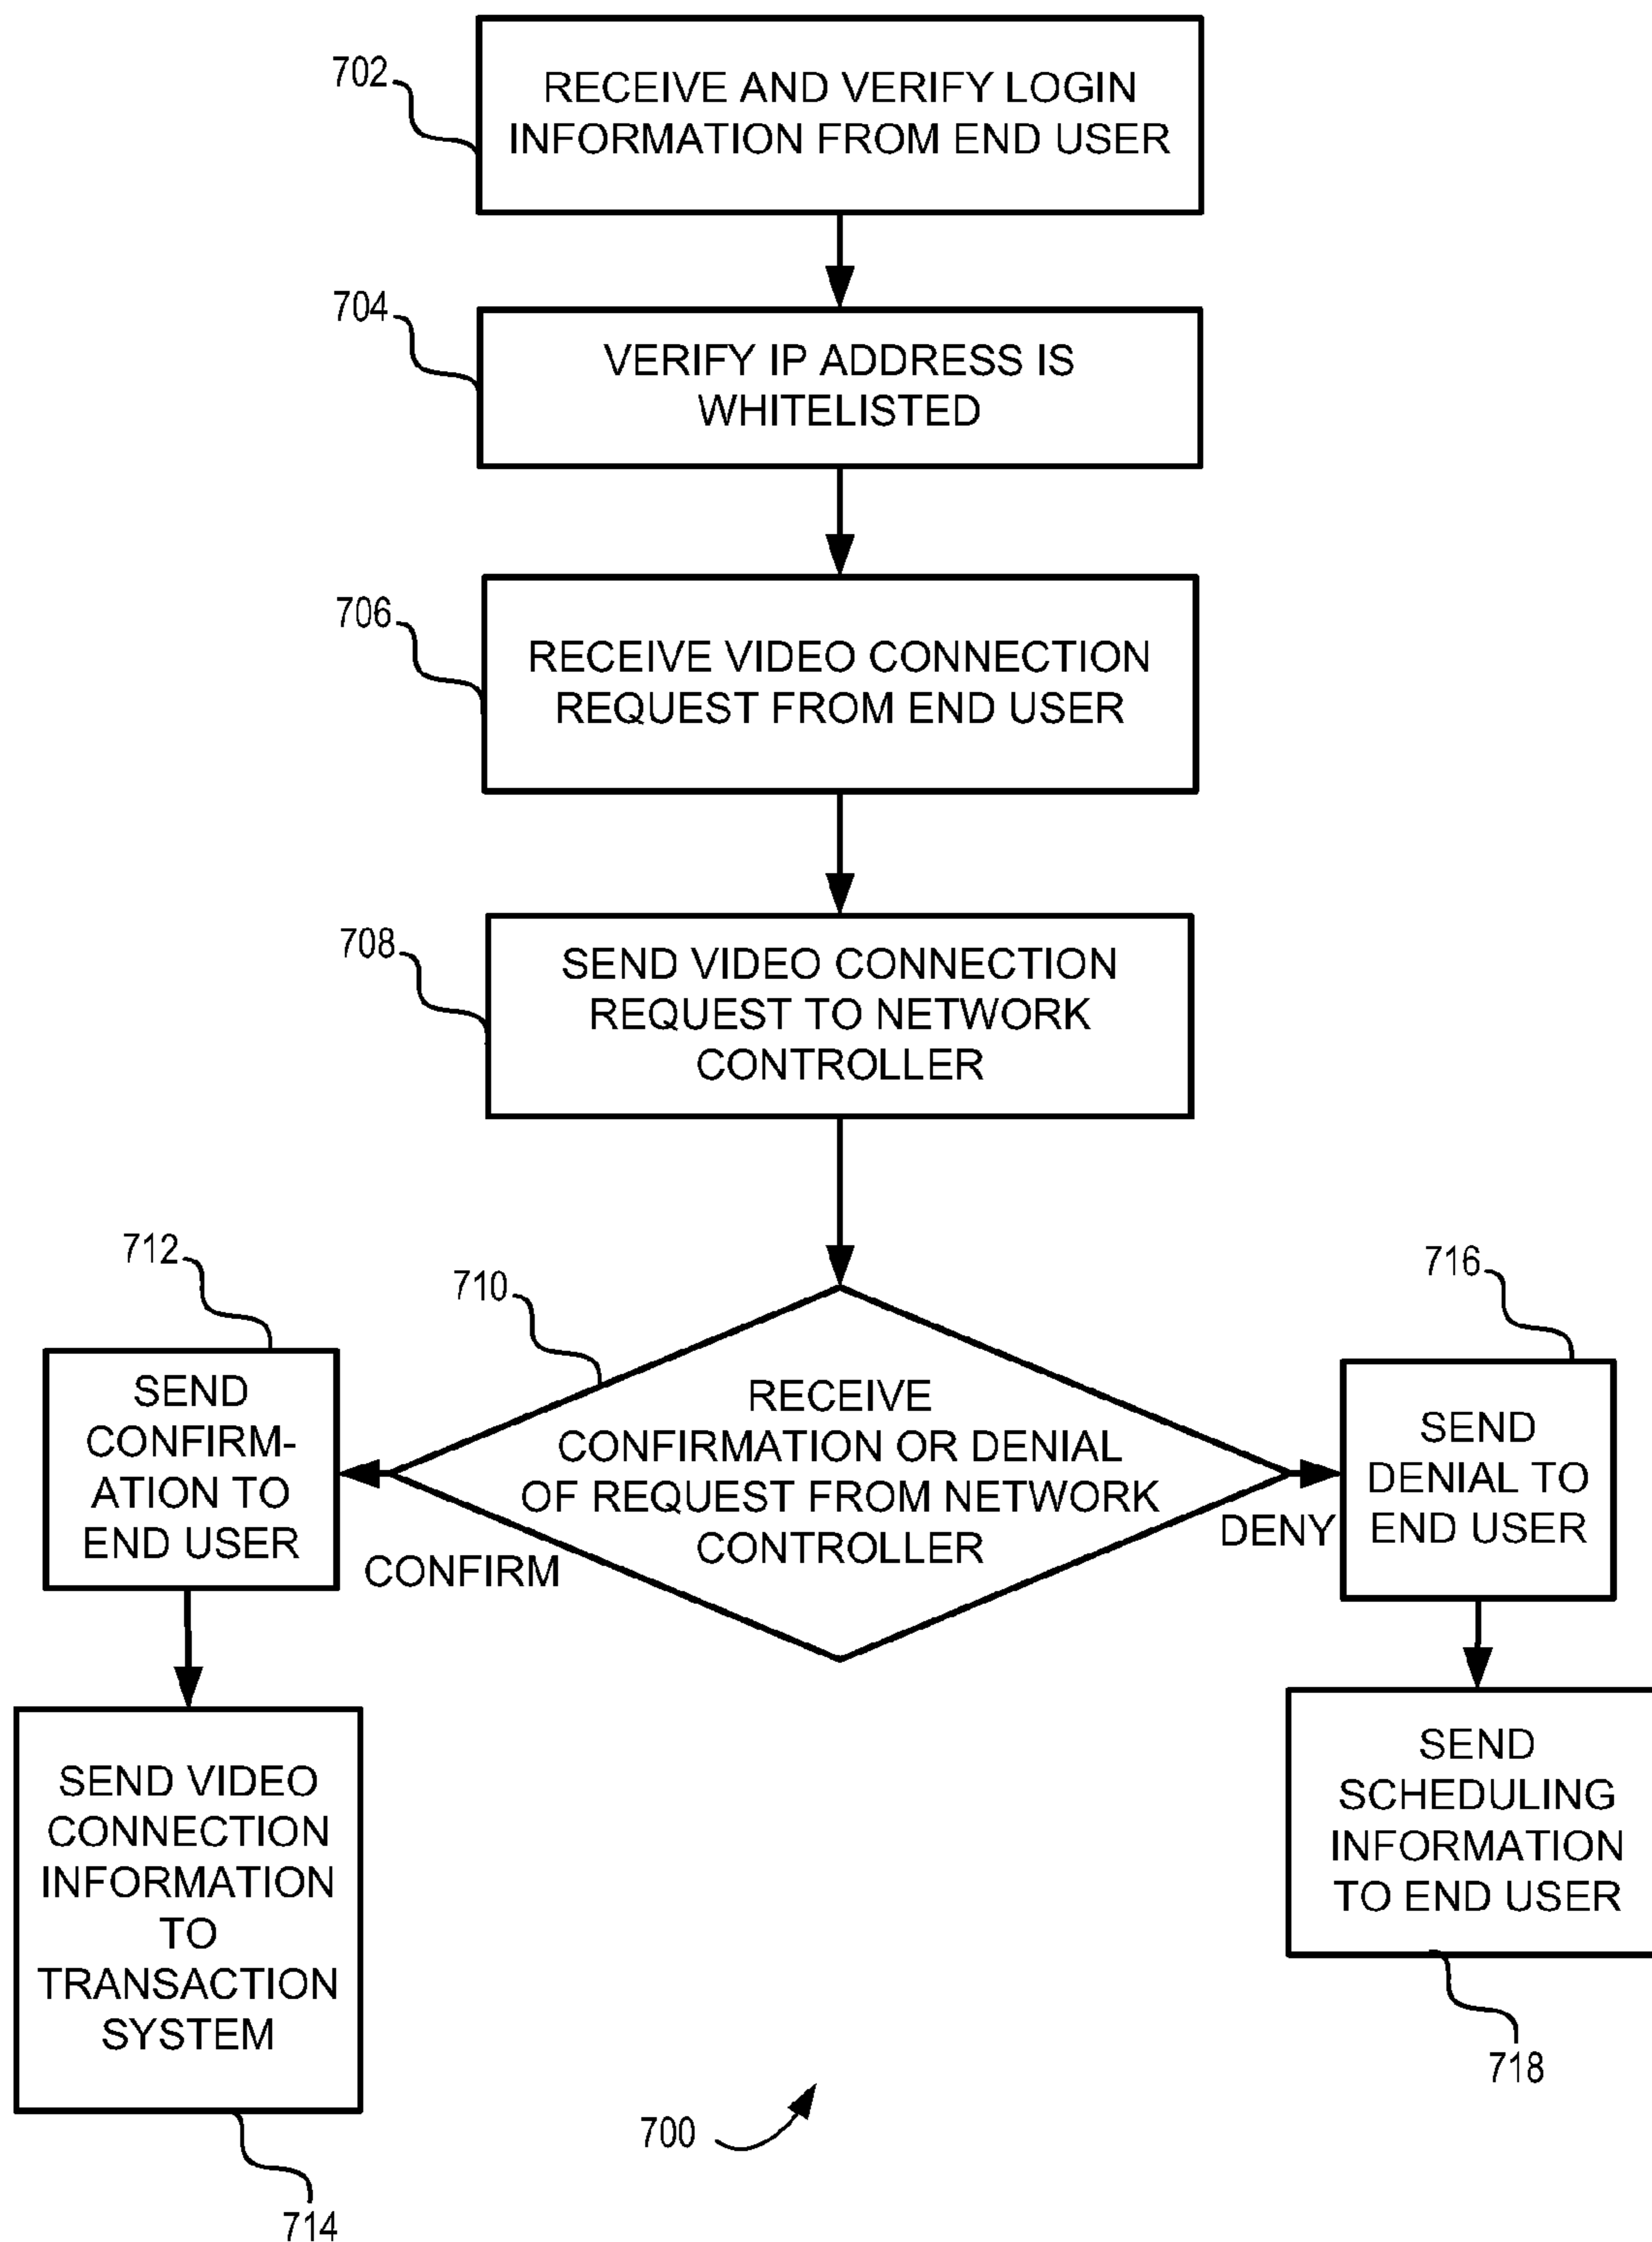 702
RECEIVE AND VERIFY LOGIN
INFORMATION FROM END USER
704
VERIFY IP ADDRESS IS
WHITELISTED
706
RECEIVE VIDEO CONNECTION
REQUEST FROM END USER
708
SEND VIDEO CONNECTION
REQUEST TO NETWORK
CONTROLLER
710
RECEIVE
CONFIRMATION OR DENIAL
OF REQUEST FROM NETWORK
CONTROLLER
CONFIRM
DENY
712
SEND
CONFIRM-
ATION TO
END USER
SEND VIDEO
CONNECTION
INFORMATION
TO
TRANSACTION
SYSTEM
714
716
SEND
DENIAL TO
END USER
SEND
SCHEDULING
INFORMATION
TO END USER
718
700